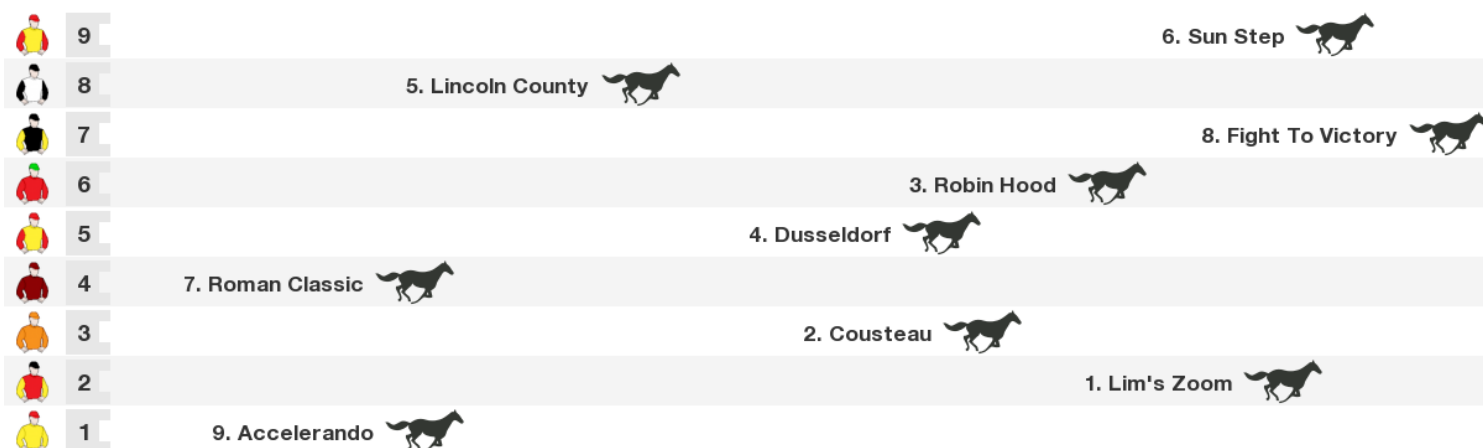 9 6. Sun Step
8 5. Lincoln County
7 8. Fight To Victory
6 3. Robin Hood
5 4. Dusseldorf
4 7. Roman Classic
3 2. Cousteau
2 1. Lim's Zoom
1 9. Accelerando